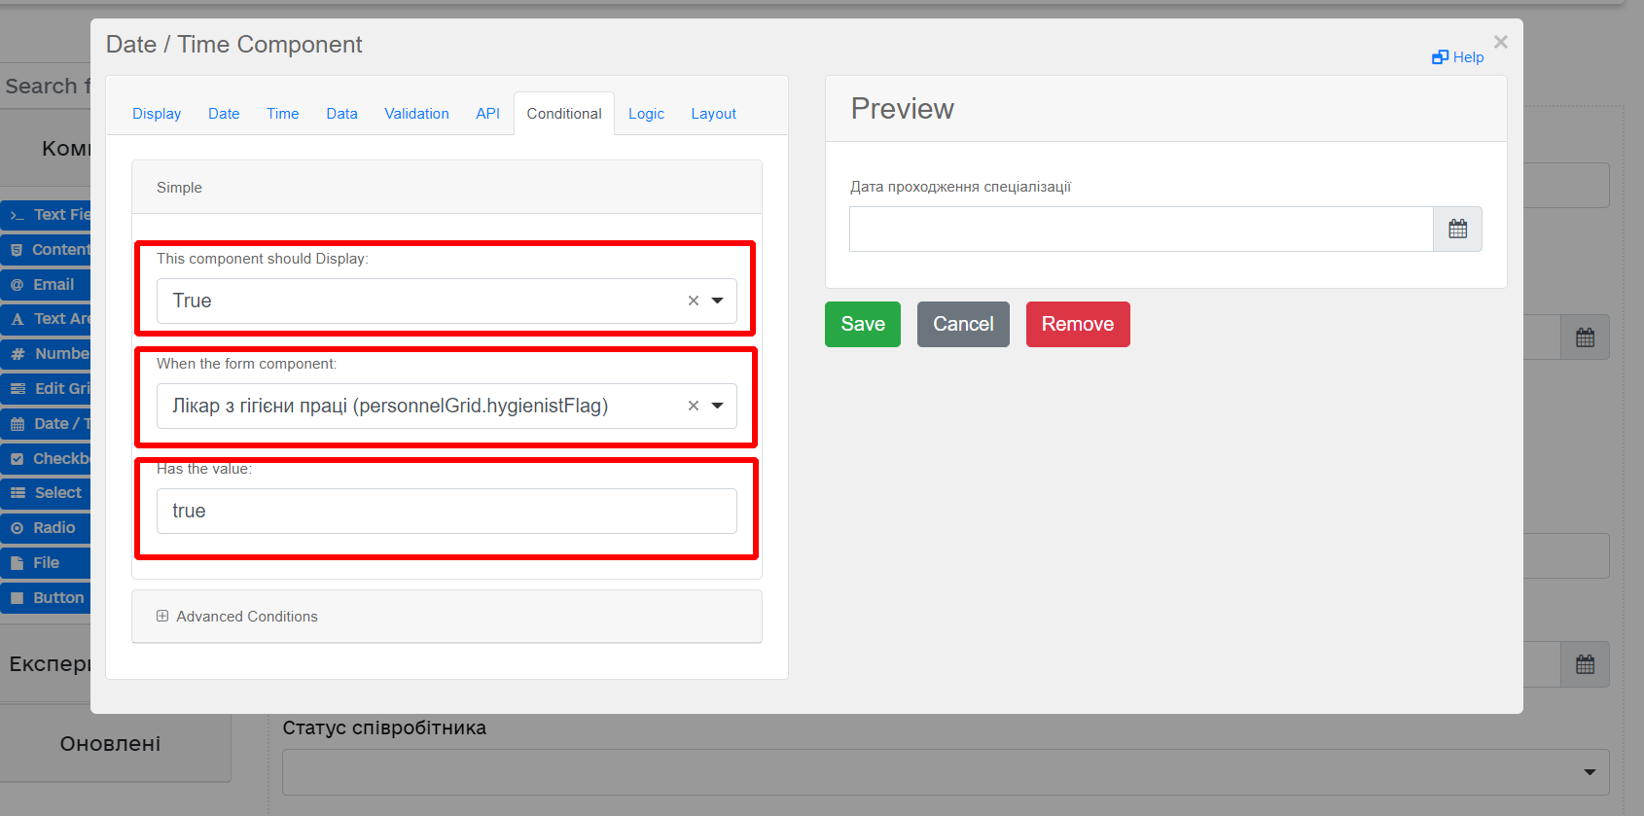 Date / Time Component
Help
Search f
Display Date Time Data Validation API Conditional Logic Layout
Preview
Simple
Дата проходження спеціалізації
This component should Display:
True
When the form component:
Лікар з гігієни праці (personnelGrid.hygienistFlag)
Has the value:
true
Advanced Conditions
Save Cancel Remove
Комп
Text Fie
Content
Email
Text Are
Numbe
Edit Gri
Date / T
Checkb
Select
Radio
File
Button
Експери
Оновлені
Статус співробітника